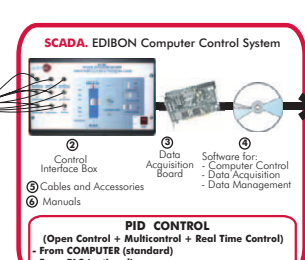 SCADA. EDIBON Computer Control System
②
Control
Interface Box
③
Data
Acquisition
Board
④
Software for:
- Computer Control
- Data Acquisition
- Data Management
⑤ Cables and Accessories
⑥ Manuals
PID CONTROL
(Open Control + Multicontrol + Real Time Control)
- From COMPUTER (standard)